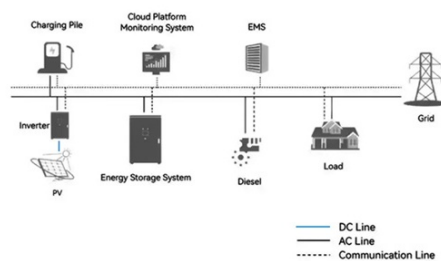 Charging Pile
Cloud Platform
Monitoring System
EMS
Grid
Inverter
PV
Energy Storage System
Diesel
Load
DC Line
AC Line
Communication Line